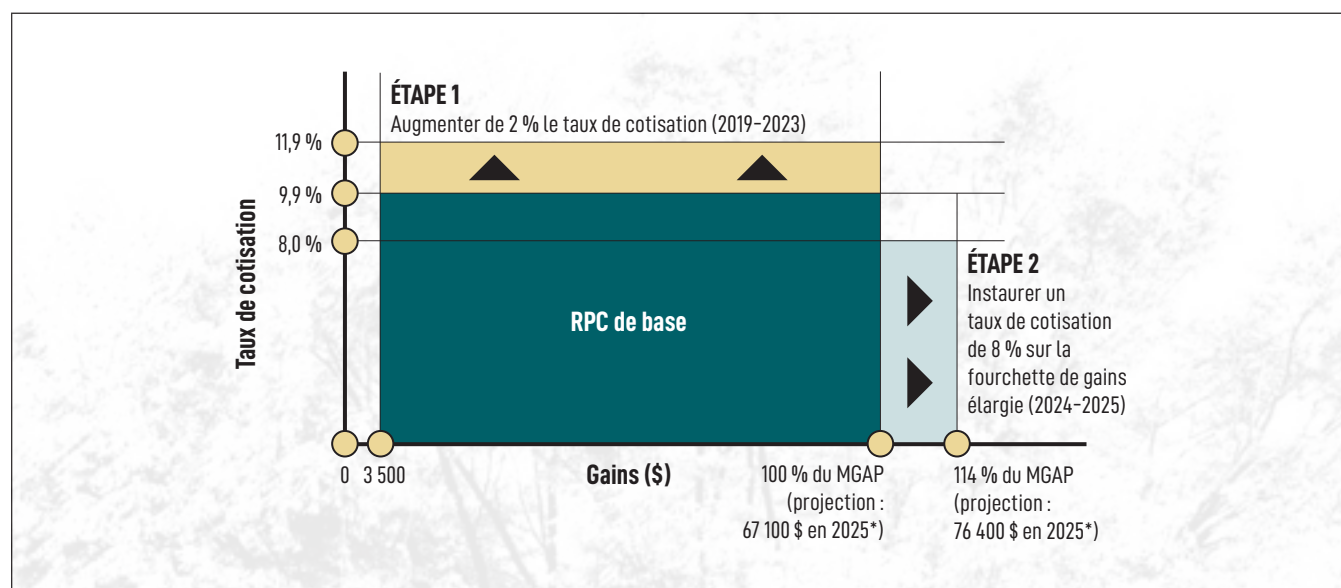 ÉTAPE 1
Augmenter de 2 % le taux de cotisation (2019-2023)
11,9 %
9,9 %
8,0 %
Taux de cotisation
RPC de base
ÉTAPE 2
Instaurer un
taux de cotisation
de 8 % sur la
fourchette de gains
élargie (2024-2025)
0
3 500
Gains ($)
100 % du MGAP
(projection :
67 100 $ en 2025*)
114 % du MGAP
(projection :
76 400 $ en 2025*)